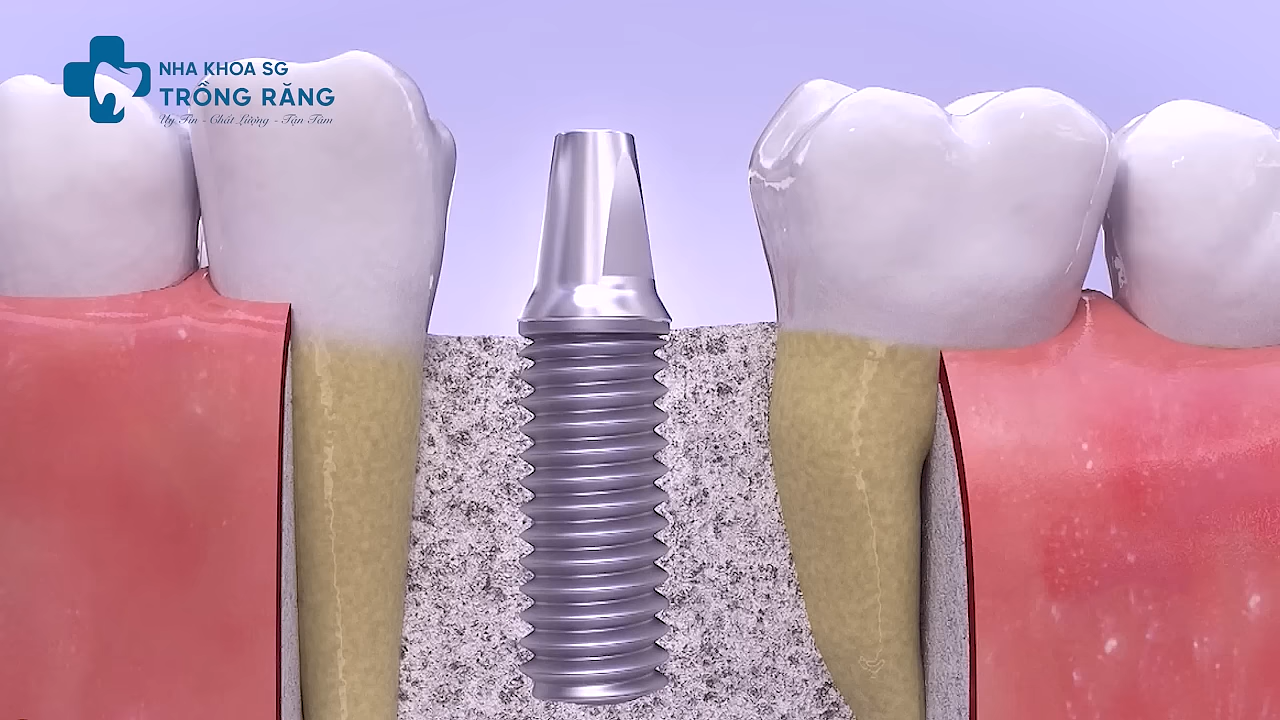 NHA KHOA SG
TRỒNG RĂNG
Uy Tín - Chất Lượng - Tận Tâm